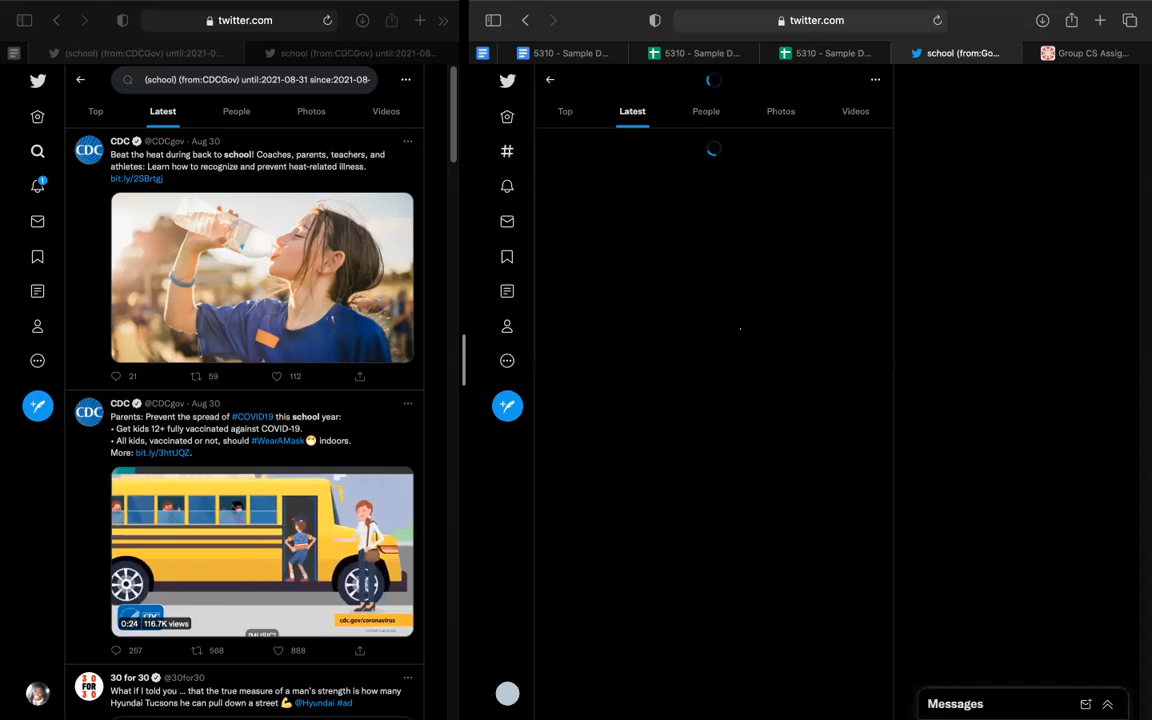 twitter.com
(school) (from:CDCGov) until:2021-0...
school (from:CDCGov) until:2021-08...
(school) (from:CDCGov) until:2021-08-31 since:2021-08-
Top Latest People Photos Videos
CDC @CDCgov · Aug 30
Beat the heat during back to school! Coaches, parents, teachers, and
athletes: Learn how to recognize and prevent heat-related illness.
bit.ly/2SBrtgj
21 59 112
CDC @CDCgov · Aug 30
Parents: Prevent the spread of #COVID19 this school year:
• Get kids 12+ fully vaccinated against COVID-19.
• All kids, vaccinated or not, should #WearAMask 😷 indoors.
More: bit.ly/3httJQZ.
CDC
0:24 116.7K views
[MUSIC]
cdc.gov/coronavirus
257 568 888
30 FOR 30
30 for 30 @30for30
What if I told you ... that the true measure of a man's strength is how many
Hyundai Tucsons he can pull down a street 💪 @Hyundai #ad
1
twitter.com
5310 - Sample D...
5310 - Sample D...
5310 - Sample D...
school (from:Go...
Group CS Assig...
Top Latest People Photos Videos
Messages